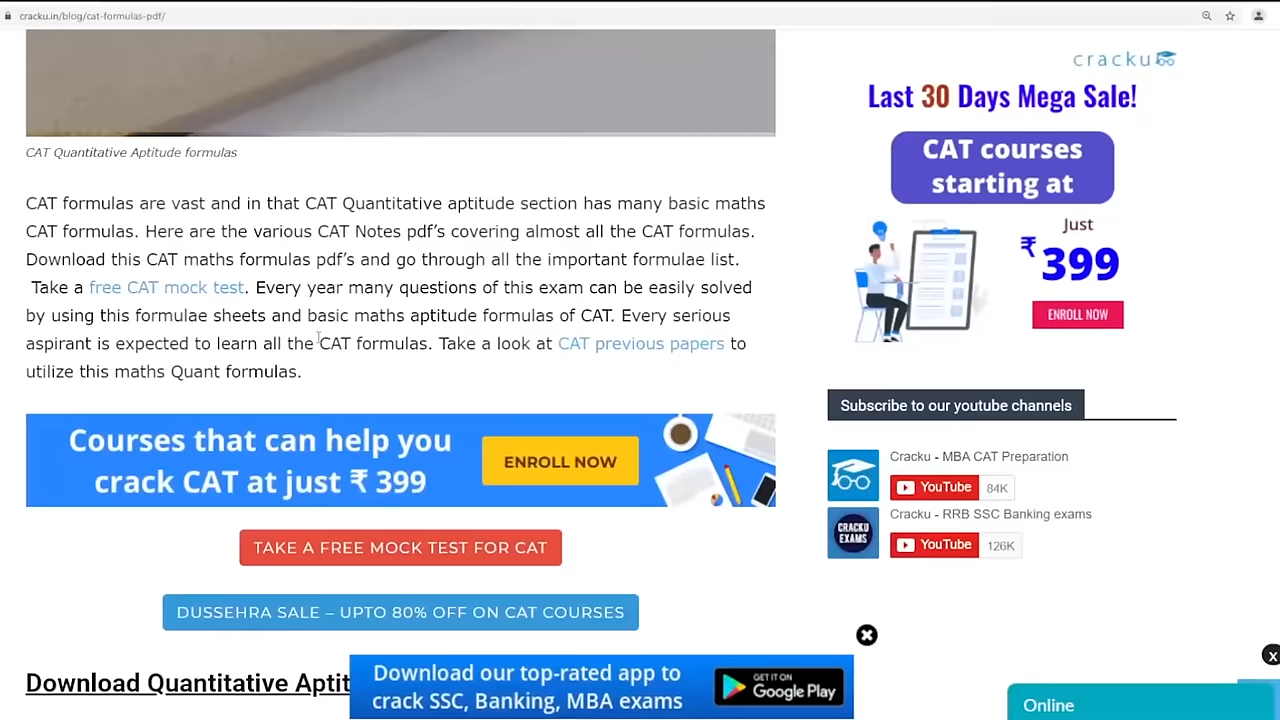 cracku.in/blog/cat-formulas-pdf/
CAT Quantitative Aptitude formulas
CAT formulas are vast and in that CAT Quantitative aptitude section has many basic maths
CAT formulas. Here are the various CAT Notes pdf’s covering almost all the CAT formulas.
Download this CAT maths formulas pdf’s and go through all the important formulae list.
Take a free CAT mock test. Every year many questions of this exam can be easily solved
by using this formulae sheets and basic maths aptitude formulas of CAT. Every serious
aspirant is expected to learn all the CAT formulas. Take a look at CAT previous papers to
utilize this maths Quant formulas.
Courses that can help you
crack CAT at just ₹ 399
ENROLL NOW
TAKE A FREE MOCK TEST FOR CAT
DUSSEHRA SALE – UPTO 80% OFF ON CAT COURSES
Download Quantitative Aptit
Download our top-rated app to
crack SSC, Banking, MBA exams
GET IT ON
Google Play
cracku
Last 30 Days Mega Sale!
CAT courses
starting at
Just
₹ 399
ENROLL NOW
Subscribe to our youtube channels
Cracku - MBA CAT Preparation
YouTube 84K
Cracku - RRB SSC Banking exams
CRACKU
EXAMS
YouTube 126K
x
Online